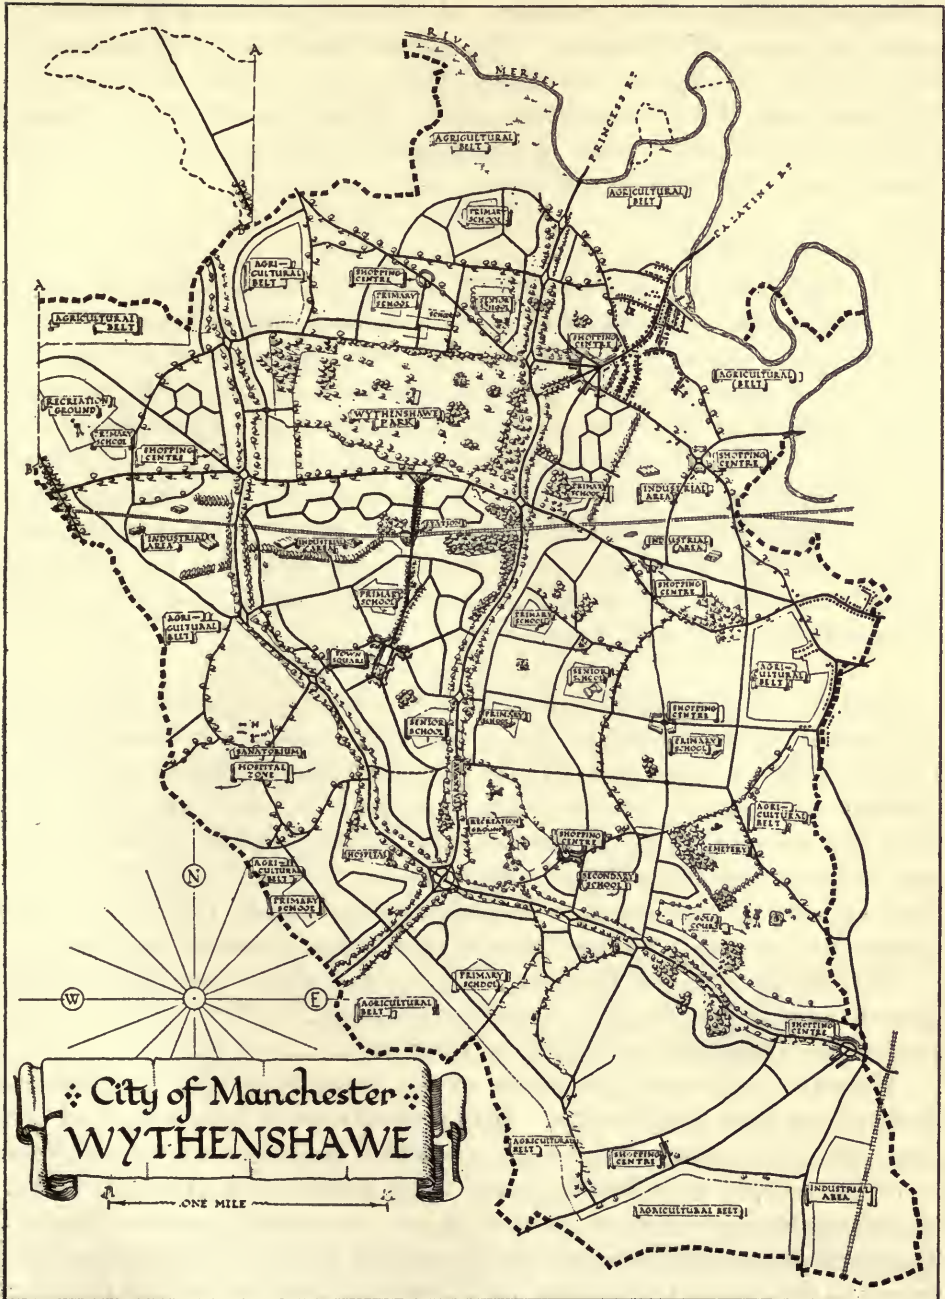 A
RIVER
MERSEY
PRINCESS RD
AGRICULTURAL
BELT
AGRICULTURAL
BELT
PALATINE RD
B
PRIMARY
SCHOOL
AGRI-
CULTURAL
BELT
SHOPPING
CENTRE
PRIMARY
SCHOOL
SCHOOL
SENIOR
SCHOOL
A
AGRICULTURAL
BELT
SHOPPING
CENTRE
AGRICULTURAL
BELT
RECREATION
GROUND
PRIMARY
SCHOOL
SHOPPING
CENTRE
WYTHENSHAWE
PARK
SHOPPING
CENTRE
B
PRIMARY
SCHOOL
INDUSTRIAL
AREA
STATION
INDUSTRIAL
AREA
INDUSTRIAL
AREA
INDUSTRIAL
AREA
PRIMARY
SCHOOL
SHOPPING
CENTRE
PRIMARY
SCHOOL
AGRI-
CULTURAL
BELT
TOWN
SQUARE
SENIOR
SCHOOL
AGRI-
CULTURAL
BELT
SENIOR
SCHOOL
PRIMARY
SCHOOL
SHOPPING
CENTRE
PRIMARY
SCHOOL
SANATORIUM
HOSPITAL
ZONE
PARKWAY
RECREATION
GROUND
AGRI-
CULTURAL
BELT
SHOPPING
CENTRE
CEMETERY
HOSPITAL
AGRI-
CULTURAL
BELT
SECONDARY
SCHOOL
PRIMARY
SCHOOL
GOLF
COURSE
N
W
E
PRIMARY
SCHOOL
AGRICULTURAL
BELT
SHOPPING
CENTRE
City of Manchester
WYTHENSHAWE
AGRICULTURAL
BELT
SHOPPING
CENTRE
INDUSTRIAL
AREA
ONE MILE
AGRICULTURAL BELT